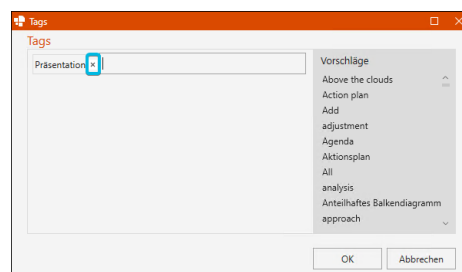 Tags
Tags
Präsentation ×
Vorschläge
Above the clouds
Action plan
Add
adjustment
Agenda
Aktionsplan
All
analysis
Anteilhaftes Balkendiagramm
approach
OK
Abbrechen